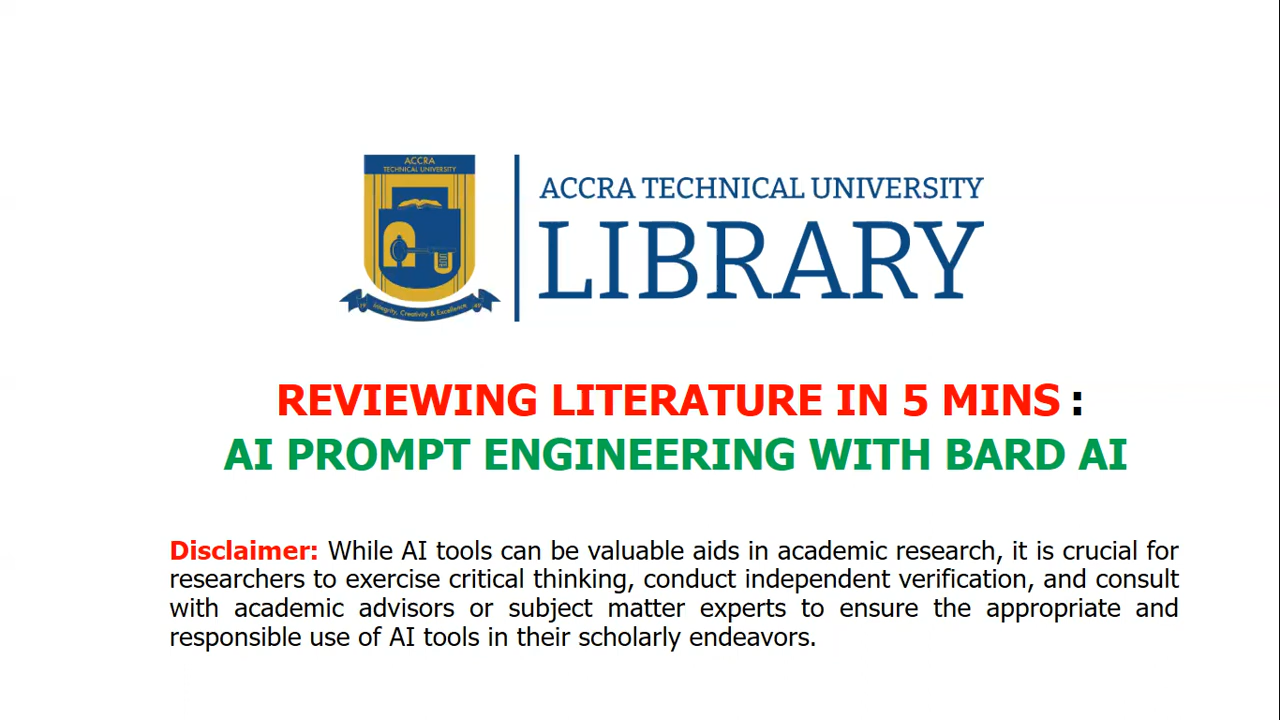 ACCRA
TECHNICAL UNIVERSITY
Integrity, Creativity & Excellence
ACCRA TECHNICAL UNIVERSITY
LIBRARY
REVIEWING LITERATURE IN 5 MINS :
AI PROMPT ENGINEERING WITH BARD AI
Disclaimer: While AI tools can be valuable aids in academic research, it is crucial for
researchers to exercise critical thinking, conduct independent verification, and consult
with academic advisors or subject matter experts to ensure the appropriate and
responsible use of AI tools in their scholarly endeavors.